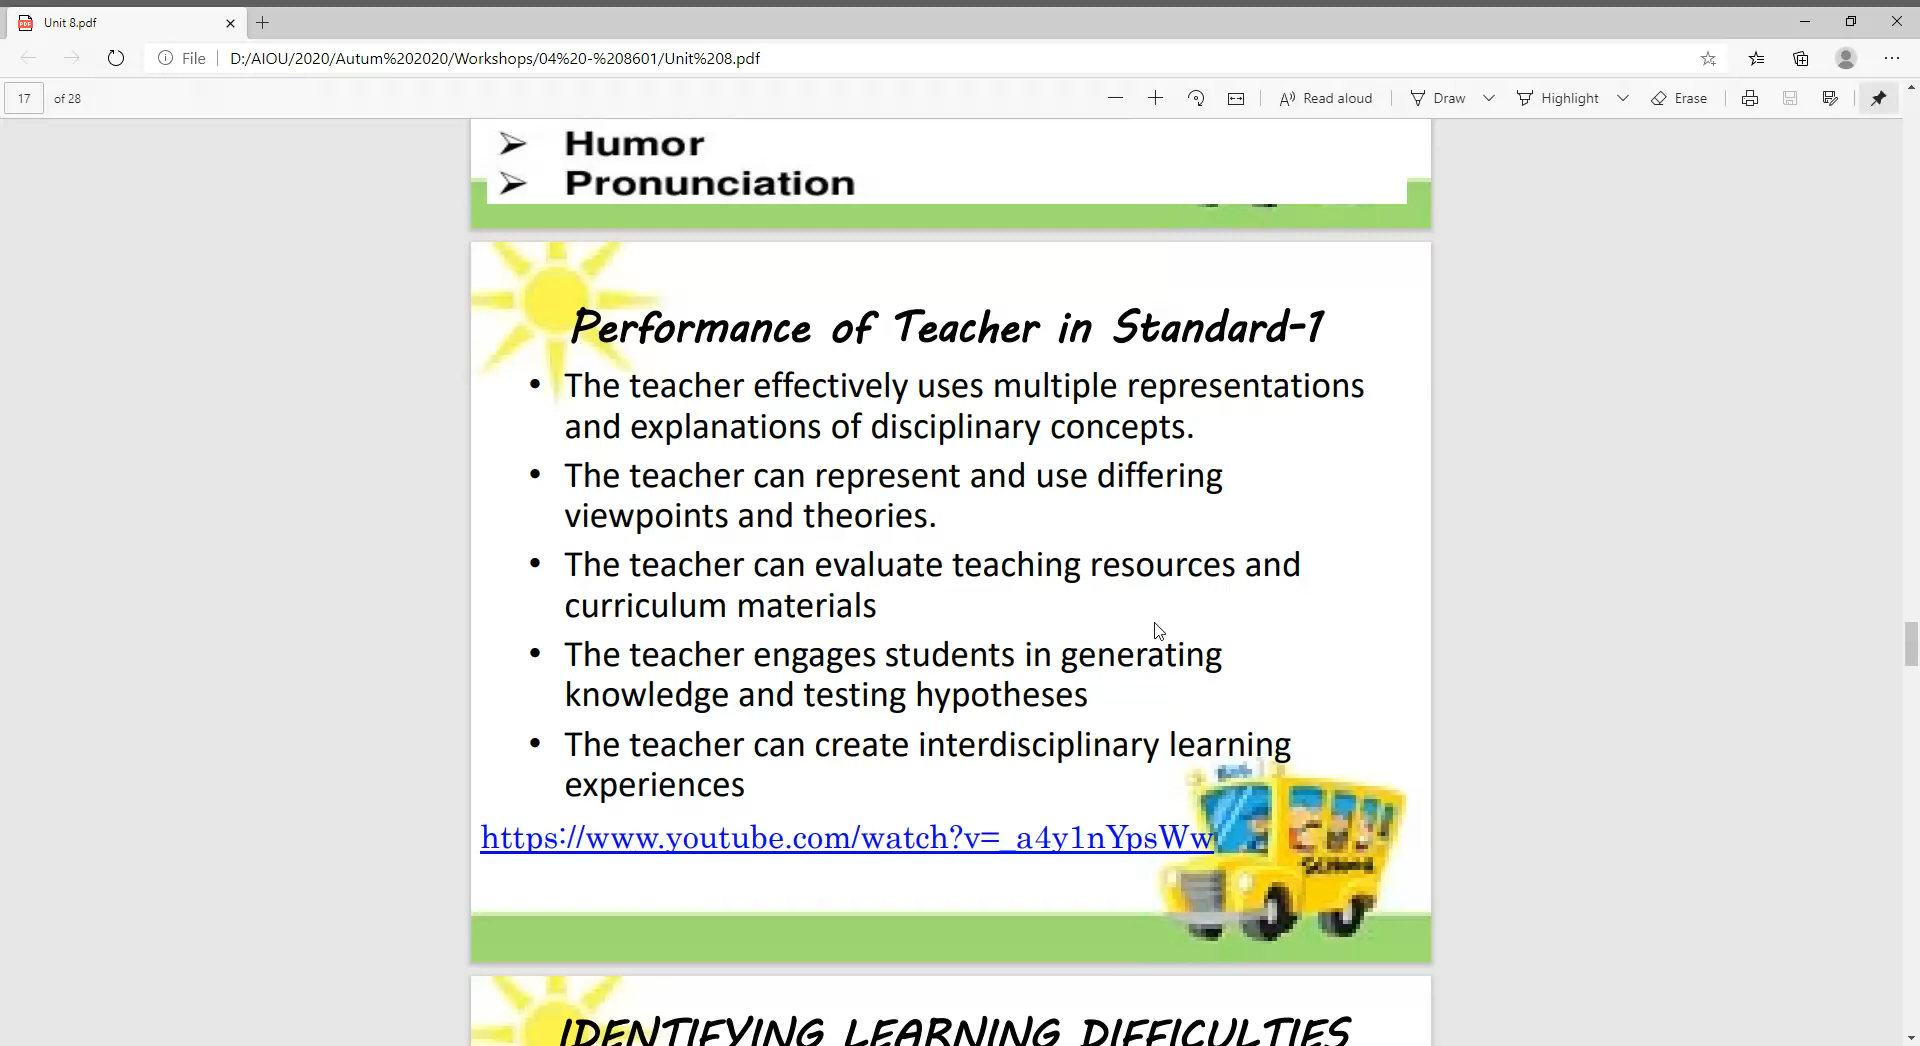 Unit 8.pdf
File
D:/AIOU/2020/Autum%202020/Workshops/04%20-%208601/Unit%208.pdf
17 of 28
Read aloud
Draw
Highlight
Erase
➢ Humor
➢ Pronunciation
Performance of Teacher in Standard-1
• The teacher effectively uses multiple representations
and explanations of disciplinary concepts.
• The teacher can represent and use differing
viewpoints and theories.
• The teacher can evaluate teaching resources and
curriculum materials
• The teacher engages students in generating
knowledge and testing hypotheses
• The teacher can create interdisciplinary learning
experiences
https://www.youtube.com/watch?v=_a4y1nYpsWw
SCHOOL
IDENTIFYING LEARNING DIFFICULTIES